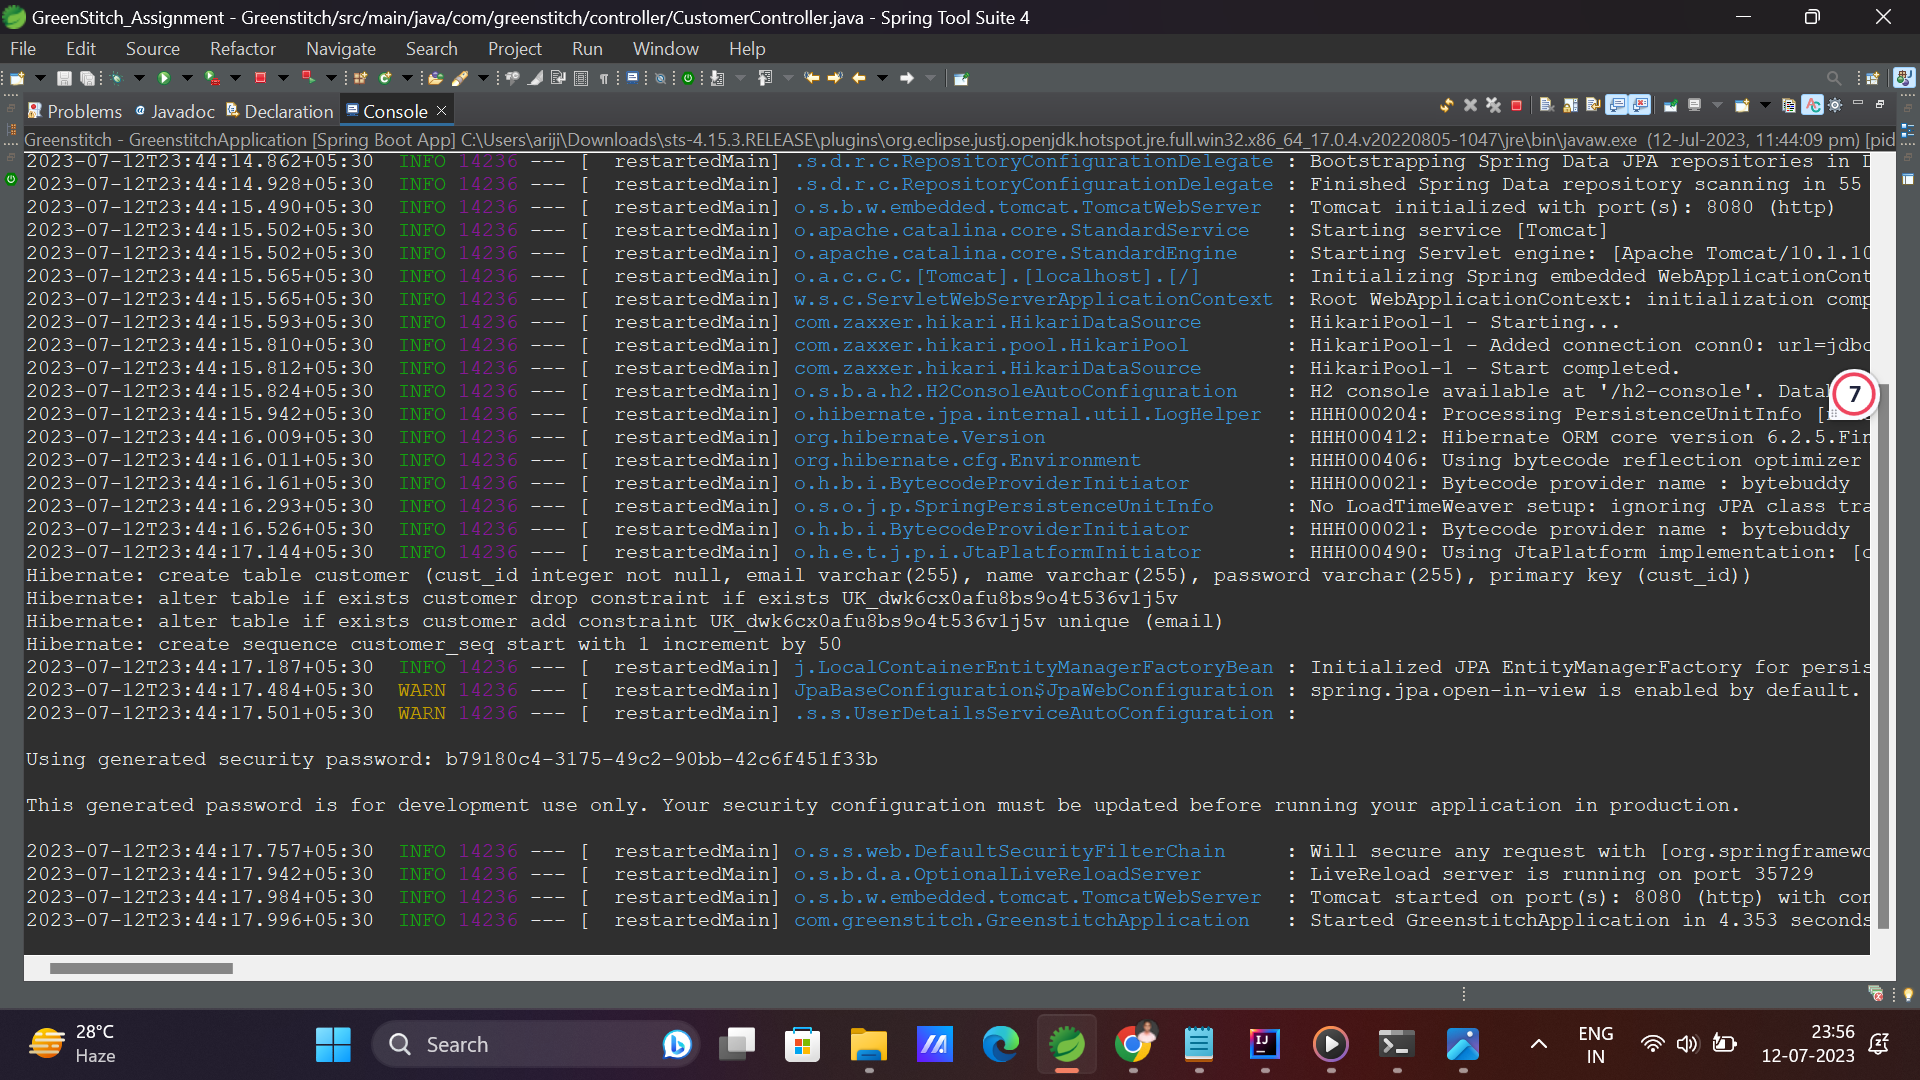 GreenStitch_Assignment - Greenstitch/src/main/java/com/greenstitch/controller/CustomerController.java - Spring Tool Suite 4
File Edit Source Refactor Navigate Search Project Run Window Help
Problems @ Javadoc Declaration Console
Greenstitch - GreenstitchApplication [Spring Boot App] C:\Users\ariji\Downloads\sts-4.15.3.RELEASE\plugins\org.eclipse.justj.openjdk.hotspot.jre.full.win32.x86_64_17.0.4.v20220805-1047\jre\bin\javaw.exe (12-Jul-2023, 11:44:09 pm) [pid
2023-07-12T23:44:14.862+05:30 INFO 14236 --- [ restartedMain] .s.d.r.c.RepositoryConfigurationDelegate : Bootstrapping Spring Data JPA repositories in D
2023-07-12T23:44:14.928+05:30 INFO 14236 --- [ restartedMain] .s.d.r.c.RepositoryConfigurationDelegate : Finished Spring Data repository scanning in 55
2023-07-12T23:44:15.490+05:30 INFO 14236 --- [ restartedMain] o.s.b.w.embedded.tomcat.TomcatWebServer : Tomcat initialized with port(s): 8080 (http)
2023-07-12T23:44:15.502+05:30 INFO 14236 --- [ restartedMain] o.apache.catalina.core.StandardService : Starting service [Tomcat]
2023-07-12T23:44:15.502+05:30 INFO 14236 --- [ restartedMain] o.apache.catalina.core.StandardEngine : Starting Servlet engine: [Apache Tomcat/10.1.10
2023-07-12T23:44:15.565+05:30 INFO 14236 --- [ restartedMain] o.a.c.c.C.[Tomcat].[localhost].[/] : Initializing Spring embedded WebApplicationCont
2023-07-12T23:44:15.565+05:30 INFO 14236 --- [ restartedMain] w.s.c.ServletWebServerApplicationContext : Root WebApplicationContext: initialization comp
2023-07-12T23:44:15.593+05:30 INFO 14236 --- [ restartedMain] com.zaxxer.hikari.HikariDataSource : HikariPool-1 - Starting...
2023-07-12T23:44:15.810+05:30 INFO 14236 --- [ restartedMain] com.zaxxer.hikari.pool.HikariPool : HikariPool-1 - Added connection conn0: url=jdbc
2023-07-12T23:44:15.812+05:30 INFO 14236 --- [ restartedMain] com.zaxxer.hikari.HikariDataSource : HikariPool-1 - Start completed.
2023-07-12T23:44:15.824+05:30 INFO 14236 --- [ restartedMain] o.s.b.a.h2.H2ConsoleAutoConfiguration : H2 console available at '/h2-console'. Data
7
2023-07-12T23:44:15.942+05:30 INFO 14236 --- [ restartedMain] o.hibernate.jpa.internal.util.LogHelper : HHH000204: Processing PersistenceUnitInfo [
2023-07-12T23:44:16.009+05:30 INFO 14236 --- [ restartedMain] org.hibernate.Version : HHH000412: Hibernate ORM core version 6.2.5.Fin
2023-07-12T23:44:16.011+05:30 INFO 14236 --- [ restartedMain] org.hibernate.cfg.Environment : HHH000406: Using bytecode reflection optimizer
2023-07-12T23:44:16.161+05:30 INFO 14236 --- [ restartedMain] o.h.b.i.BytecodeProviderInitiator : HHH000021: Bytecode provider name : bytebuddy
2023-07-12T23:44:16.293+05:30 INFO 14236 --- [ restartedMain] o.s.o.j.p.SpringPersistenceUnitInfo : No LoadTimeWeaver setup: ignoring JPA class tra
2023-07-12T23:44:16.526+05:30 INFO 14236 --- [ restartedMain] o.h.b.i.BytecodeProviderInitiator : HHH000021: Bytecode provider name : bytebuddy
2023-07-12T23:44:17.144+05:30 INFO 14236 --- [ restartedMain] o.h.e.t.j.p.i.JtaPlatformInitiator : HHH000490: Using JtaPlatform implementation: [o
Hibernate: create table customer (cust_id integer not null, email varchar(255), name varchar(255), password varchar(255), primary key (cust_id))
Hibernate: alter table if exists customer drop constraint if exists UK_dwk6cx0afu8bs9o4t536v1j5v
Hibernate: alter table if exists customer add constraint UK_dwk6cx0afu8bs9o4t536v1j5v unique (email)
Hibernate: create sequence customer_seq start with 1 increment by 50
2023-07-12T23:44:17.187+05:30 INFO 14236 --- [ restartedMain] j.LocalContainerEntityManagerFactoryBean : Initialized JPA EntityManagerFactory for persis
2023-07-12T23:44:17.484+05:30 WARN 14236 --- [ restartedMain] JpaBaseConfiguration$JpaWebConfiguration : spring.jpa.open-in-view is enabled by default.
2023-07-12T23:44:17.501+05:30 WARN 14236 --- [ restartedMain] .s.s.UserDetailsServiceAutoConfiguration :
Using generated security password: b79180c4-3175-49c2-90bb-42c6f451f33b
This generated password is for development use only. Your security configuration must be updated before running your application in production.
2023-07-12T23:44:17.757+05:30 INFO 14236 --- [ restartedMain] o.s.s.web.DefaultSecurityFilterChain : Will secure any request with [org.springframewo
2023-07-12T23:44:17.942+05:30 INFO 14236 --- [ restartedMain] o.s.b.d.a.OptionalLiveReloadServer : LiveReload server is running on port 35729
2023-07-12T23:44:17.984+05:30 INFO 14236 --- [ restartedMain] o.s.b.w.embedded.tomcat.TomcatWebServer : Tomcat started on port(s): 8080 (http) with con
2023-07-12T23:44:17.996+05:30 INFO 14236 --- [ restartedMain] com.greenstitch.GreenstitchApplication : Started GreenstitchApplication in 4.353 seconds
28°C
Haze
Search
ENG
IN
23:56
12-07-2023